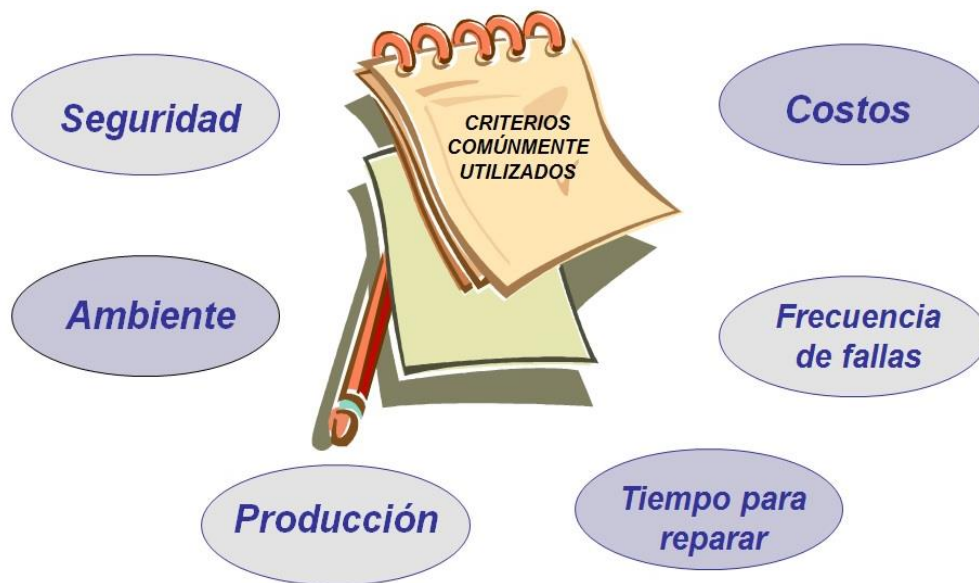 CRITERIOS
COMÚNMENTE
UTILIZADOS
Seguridad
Costos
Ambiente
Frecuencia
de fallas
Producción
Tiempo para
reparar